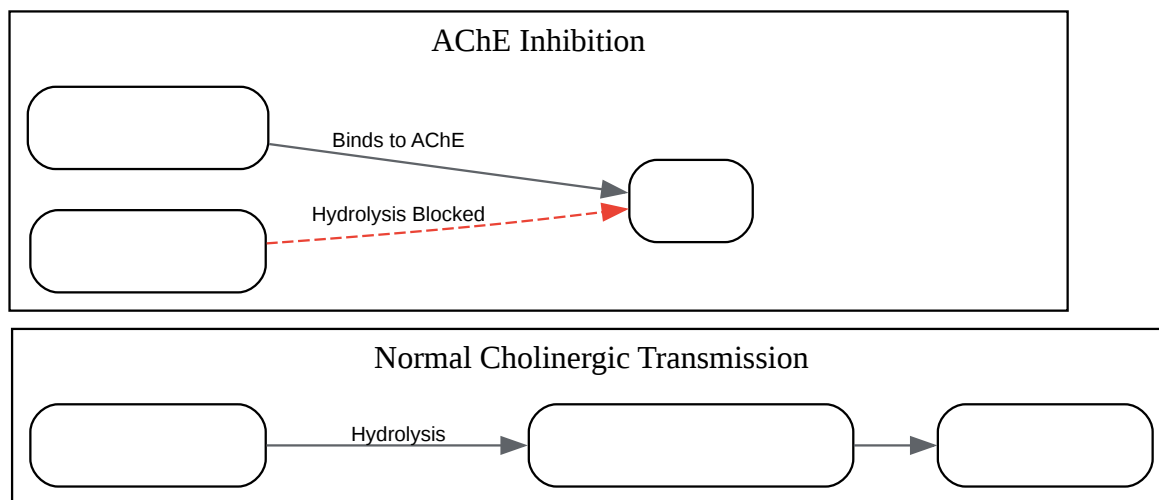 AChE Inhibition
Binds to AChE
Hydrolysis Blocked
Normal Cholinergic Transmission
Hydrolysis